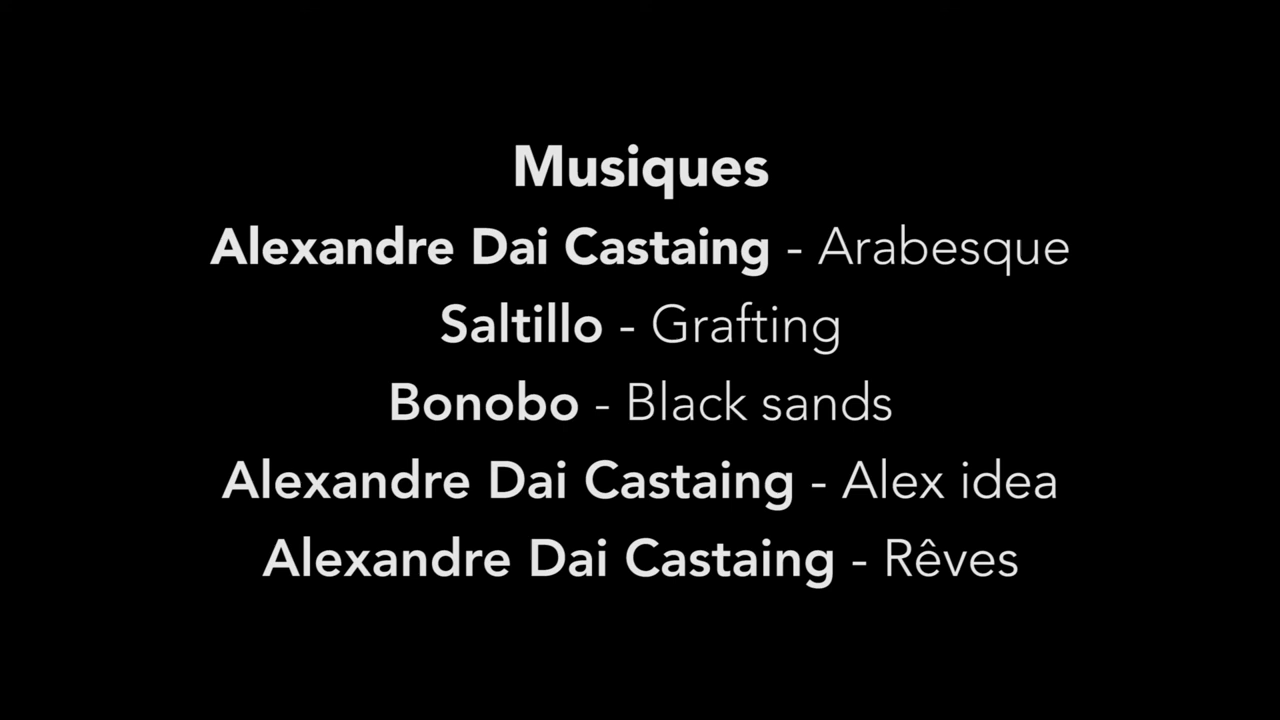 Musiques
Alexandre Dai Castaing - Arabesque
Saltillo - Grafting
Bonobo - Black sands
Alexandre Dai Castaing - Alex idea
Alexandre Dai Castaing - Rêves